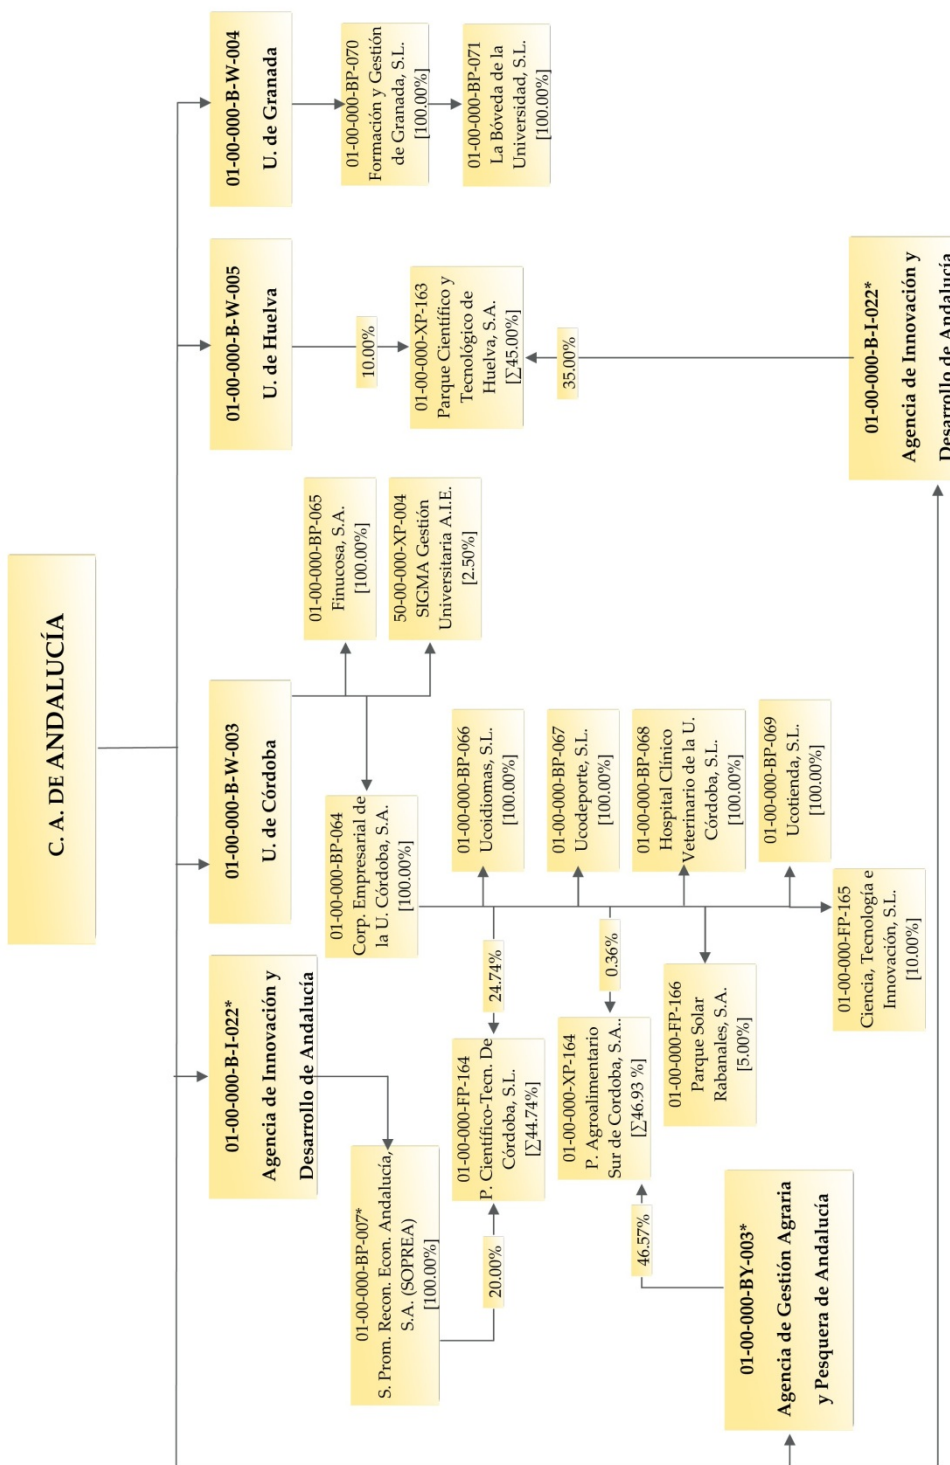 C. A. DE ANDALUCÍA
01-00-000-B-I-022*
Agencia de Innovación y
Desarrollo de Andalucía
01-00-000-B-W-003
U. de Córdoba
01-00-000-B-W-005
U. de Huelva
01-00-000-B-W-004
U. de Granada
01-00-000-BP-007*
S. Prom. Recon. Econ. Andalucía,
S.A. (SOPREA)
[100.00%]
01-00-000-BP-064
Corp. Empresarial de
la U. Córdoba, S.A.
[100.00%]
01-00-000-BP-065
Finucosa, S.A.
[100.00%]
50-00-000-XP-004
SIGMA Gestión
Universitaria A.I.E.
[2.50%]
10.00%
01-00-000-XP-163
Parque Científico y
Tecnológico de
Huelva, S.A.
[∑45.00%]
35.00%
01-00-000-BP-070
Formación y Gestión
de Granada, S.L.
[100.00%]
01-00-000-BP-071
La Bóveda de la
Universidad, S.L.
[100.00%]
20.00%
01-00-000-FP-164
P. Científico-Tecn. De
Córdoba, S.L.
[∑44.74%]
24.74%
01-00-000-BP-066
Ucoidiomas, S.L.
[100.00%]
01-00-000-XP-164
P. Agroalimentario
Sur de Cordoba, S.A..
[∑46.93 %]
0.36%
46.57%
01-00-000-BP-067
Ucodeporte, S.L.
[100.00%]
01-00-000-FP-166
Parque Solar
Rabanales, S.A.
[5.00%]
01-00-000-BP-068
Hospital Clínico
Veterinario de la U.
Córdoba, S.L.
[100.00%]
01-00-000-BP-069
Ucotienda, S.L.
[100.00%]
01-00-000-FP-165
Ciencia, Tecnología e
Innovación, S.L.
[10.00%]
01-00-000-BY-003*
Agencia de Gestión Agraria
y Pesquera de Andalucía
01-00-000-B-I-022*
Agencia de Innovación y
Desarrollo de Andalucía